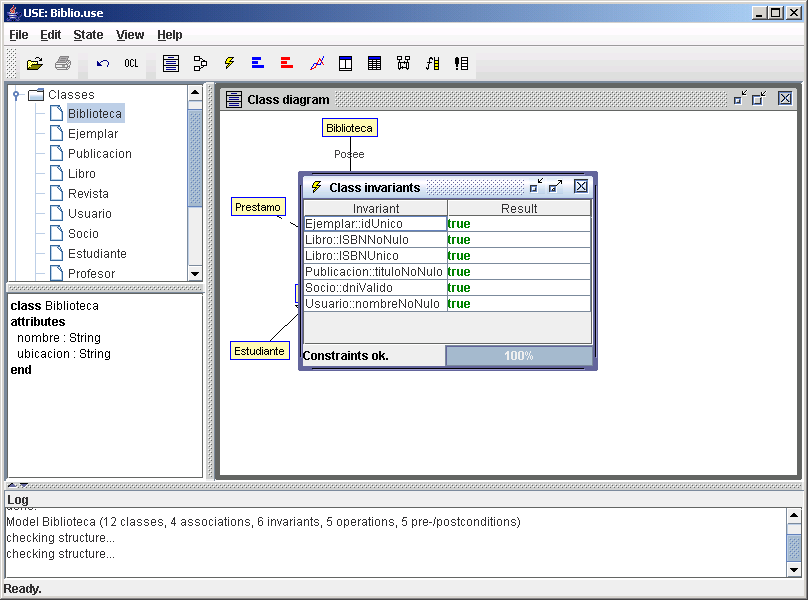 USE: Biblio.use
File Edit State View Help
OCL
Classes
Biblioteca
Ejemplar
Publicacion
Libro
Revista
Usuario
Socio
Estudiante
Profesor
class Biblioteca
attributes
nombre : String
ubicacion : String
end
Class diagram
Biblioteca
Posee
Prestamo
Estudiante
Class invariants
Invariant Result
Ejemplar::idUnico true
Libro::ISBNNoNulo true
Libro::ISBNUnico true
Publicacion::tituloNoNulo true
Socio::dniValido true
Usuario::nombreNoNulo true
Constraints ok. 100%
Log
done.
Model Biblioteca (12 classes, 4 associations, 6 invariants, 5 operations, 5 pre-/postconditions)
checking structure...
checking structure...
Ready.